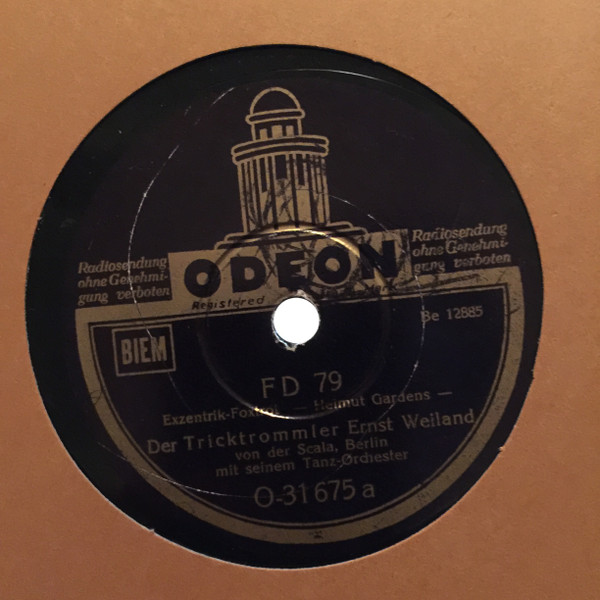 Radiosendung
ohne Genehmi-
gung verboten
Radiosendung
ohne Genehmi-
gung verboten
ODEON
Registered
Be 12885
BIEM
FD 79
Exzentrik-Foxtrot — Helmut Gardens —
Der Tricktrommler Ernst Weiland
von der Scala, Berlin
mit seinem Tanz-Orchester
O-31675 a